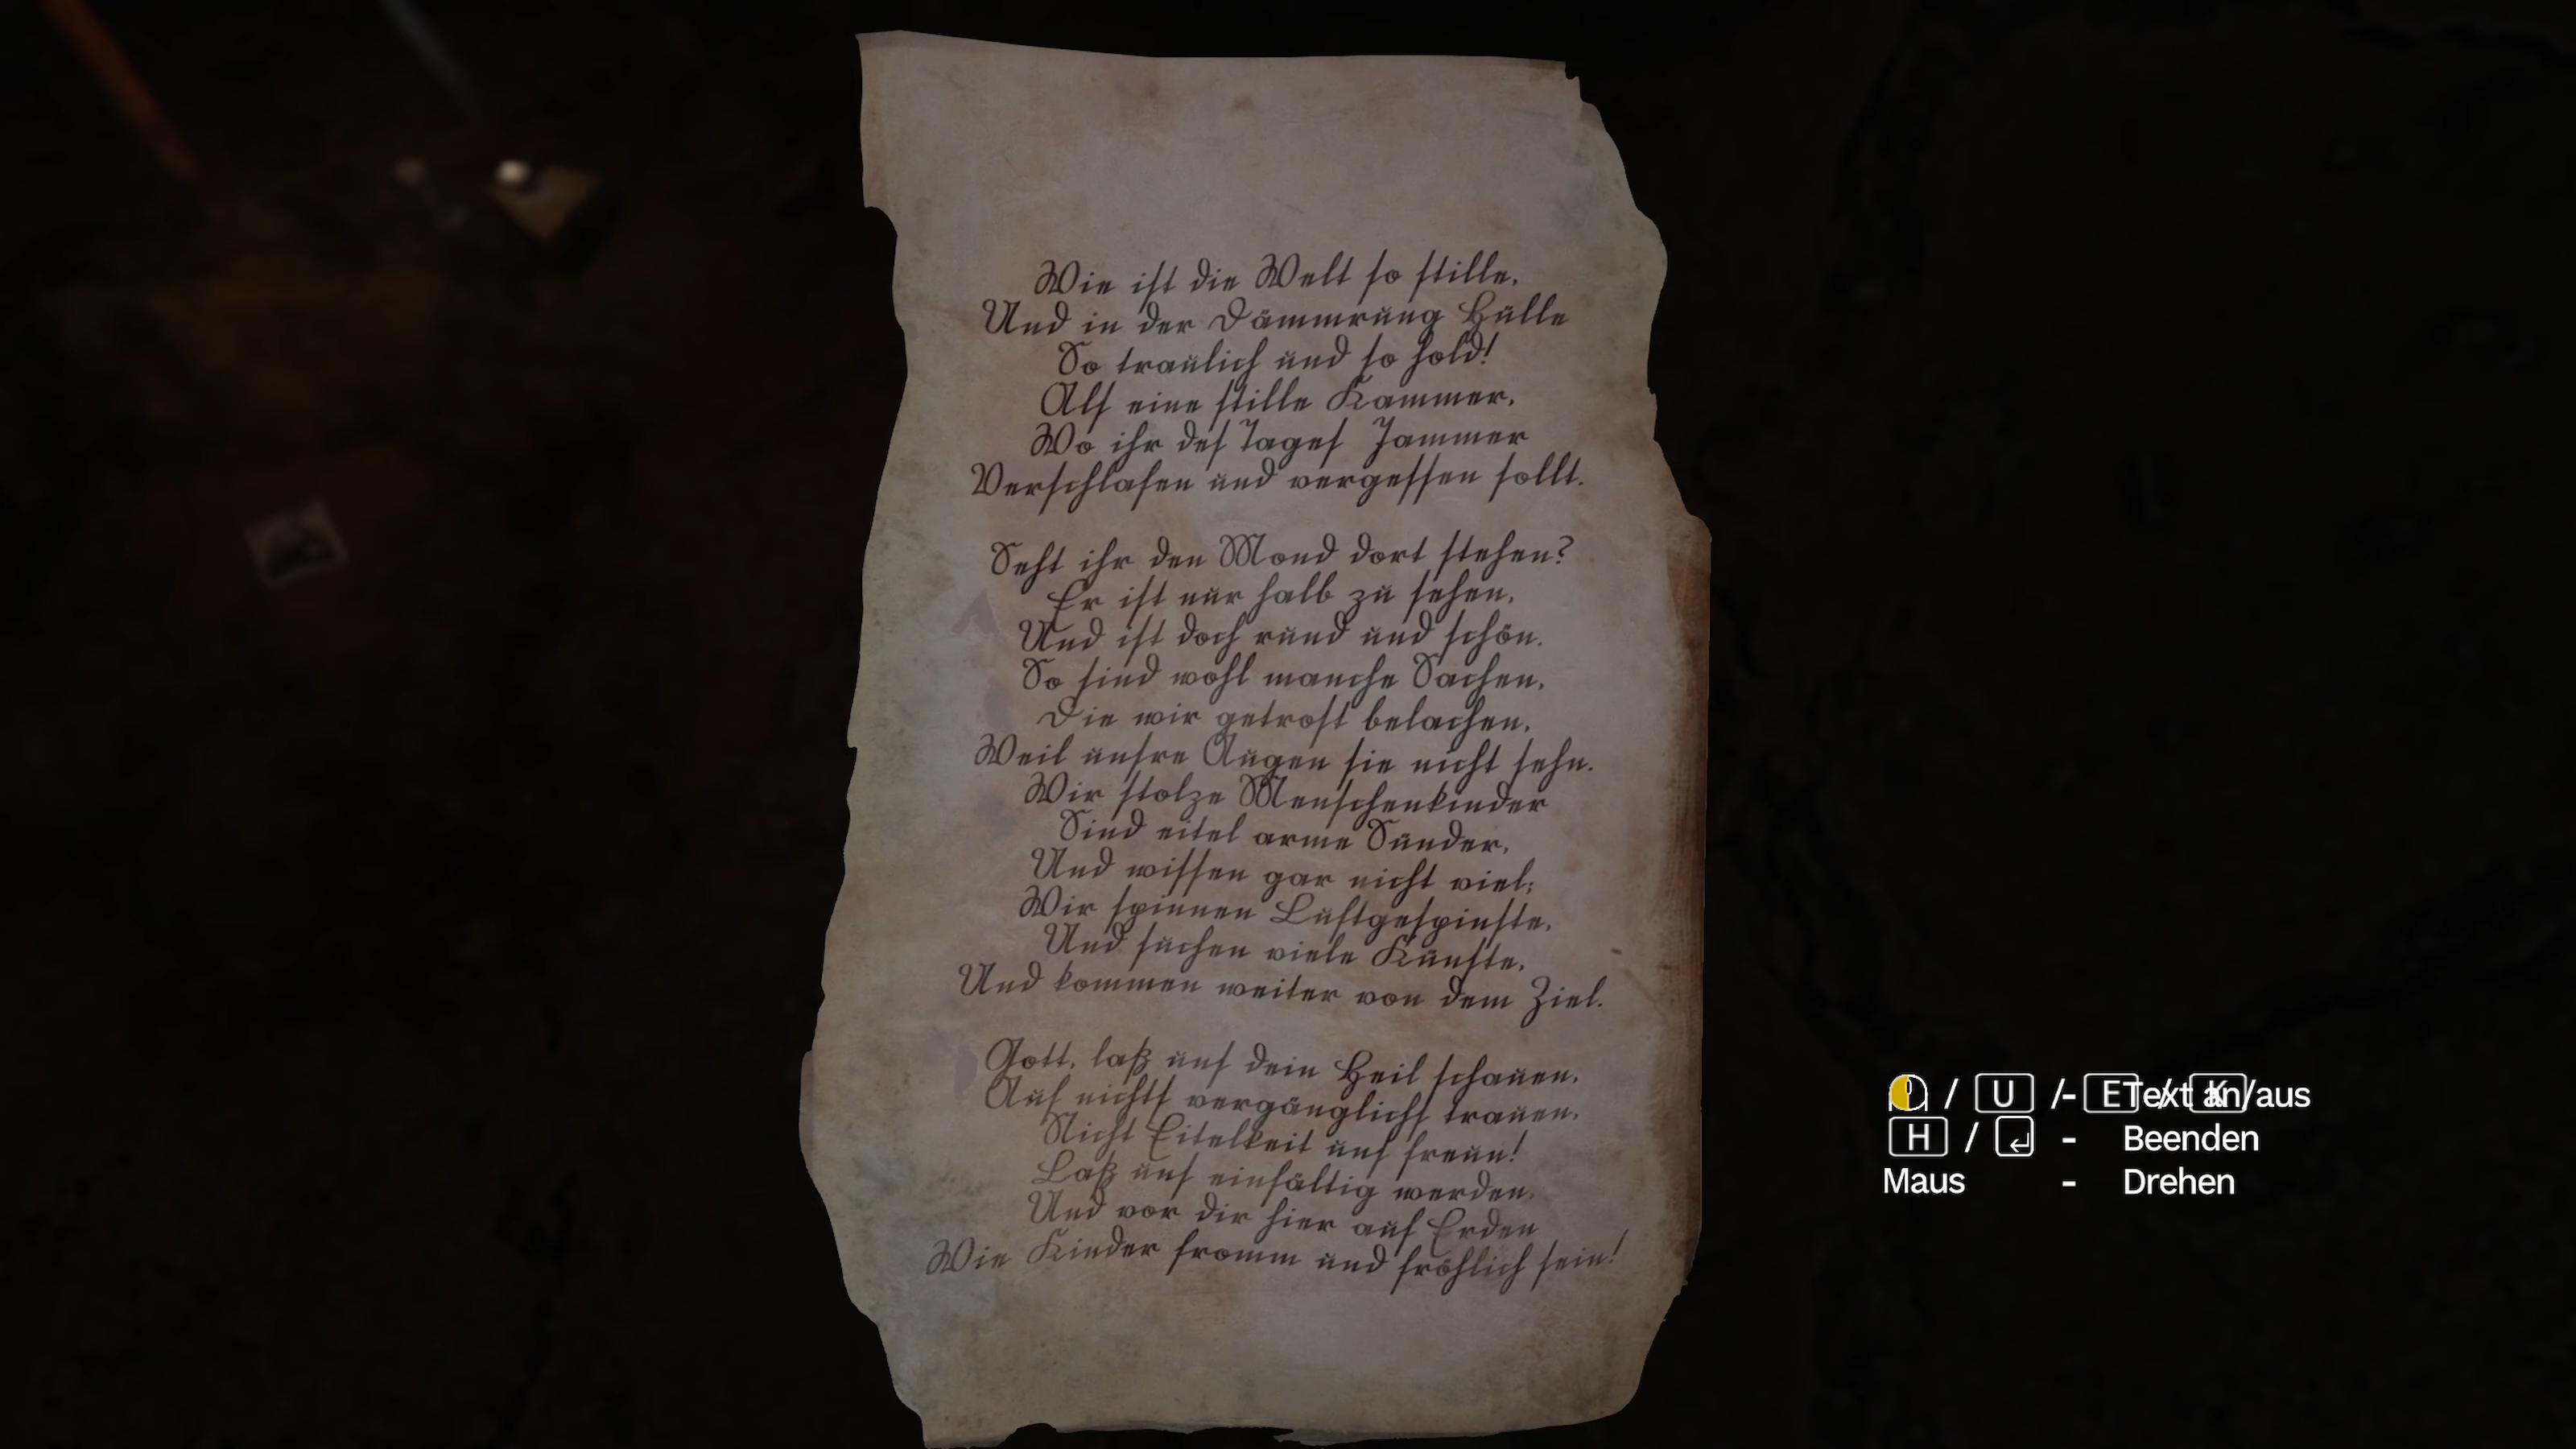 Wie ist die Welt so stille,
Und in der Dämmrung Hülle
So traulich und so hold!
Als eine stille Kammer,
Wo ihr des Tages Jammer
Verschlafen und vergessen sollt.
Seht ihr den Mond dort stehen?
Er ist nur halb zu sehen,
Und ist doch rund und schön.
So sind wohl manche Sachen,
Die wir getrost belachen,
Weil unsre Augen sie nicht sehn.
Wir stolze Menschenkinder
Sind eitel arme Sünder,
Und wissen gar nicht viel;
Wir spinnen Luftgespinste,
Und suchen viele Künste,
Und kommen weiter von dem Ziel.
Gott, laß uns dein Heil schauen,
Auf nichts vergänglichs trauen,
Nicht Eitelkeit uns freun!
Laß uns einfältig werden,
Und vor dir hier auf Erden
Wie Kinder fromm und fröhlich sein!
/ U / E / K - Text an/aus
H / ↵ - Beenden
Maus - Drehen